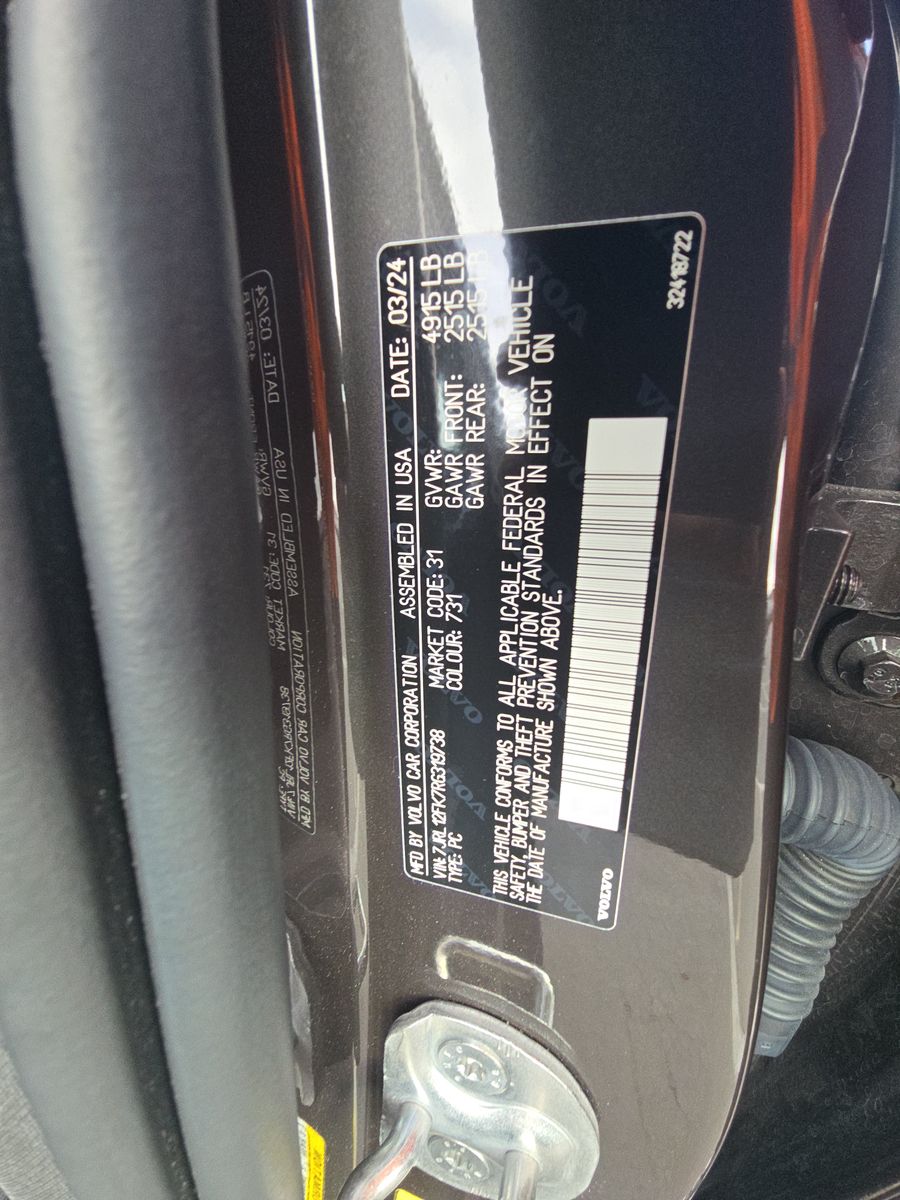 MFD BY VOLVO CAR CORPORATION ASSEMBLED IN USA DATE: 03/24
VIN: 7JRL12FK7RG319738 MARKET CODE: 31 GVWR: 4915 LB
TYPE: PC COLOUR: 731 GAWR FRONT: 2515 LB
GAWR REAR: 2515 LB
THIS VEHICLE CONFORMS TO ALL APPLICABLE FEDERAL MOTOR VEHICLE
SAFETY, BUMPER AND THEFT PREVENTION STANDARDS IN EFFECT ON
THE DATE OF MANUFACTURE SHOWN ABOVE.
VOLVO 32418722